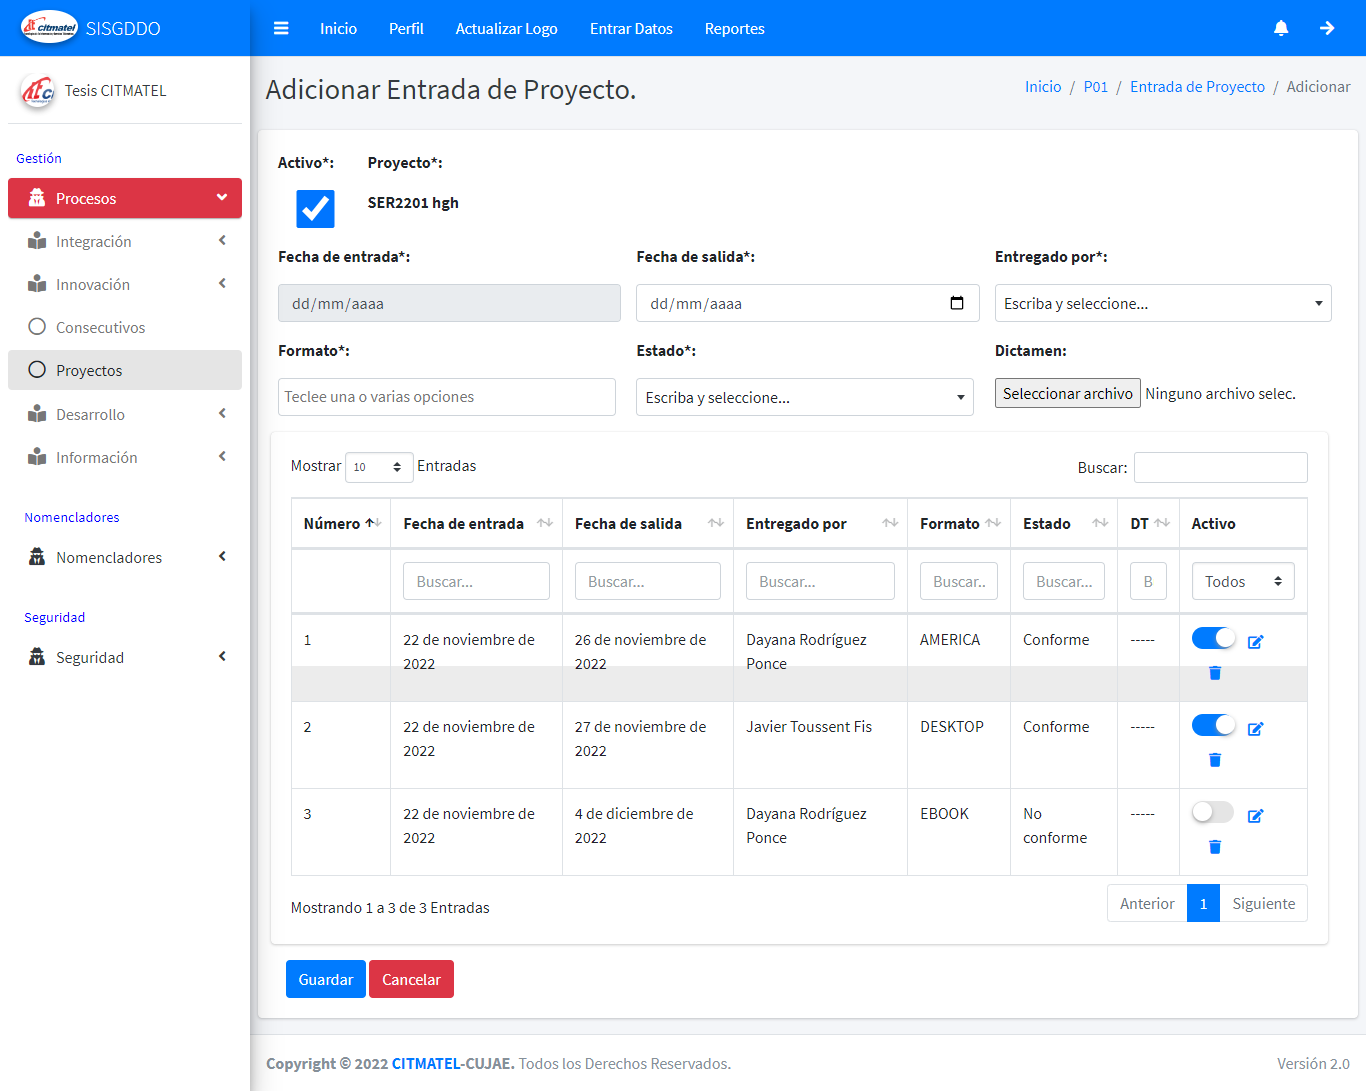 citmatel SISGDDO
Inicio Perfil Actualizar Logo Entrar Datos Reportes
Tesis CITMATEL
Gestión
Procesos
Integración
Innovación
Consecutivos
Proyectos
Desarrollo
Información
Nomencladores
Nomencladores
Seguridad
Seguridad
Adicionar Entrada de Proyecto.
Inicio / P01 / Entrada de Proyecto / Adicionar
Activo*: Proyecto*:
SER2201 hgh
Fecha de entrada*: Fecha de salida*: Entregado por*:
dd/mm/aaaa dd/mm/aaaa Escriba y seleccione...
Formato*: Estado*: Dictamen:
Teclee una o varias opciones Escriba y seleccione... Seleccionar archivo Ninguno archivo selec.
Mostrar 10 Entradas Buscar:
Número Fecha de entrada Fecha de salida Entregado por Formato Estado DT Activo
Buscar... Buscar... Buscar... Buscar.. Buscar... B Todos
1 22 de noviembre de 26 de noviembre de Dayana Rodríguez AMERICA Conforme -----
2022 2022 Ponce
2 22 de noviembre de 27 de noviembre de Javier Toussent Fis DESKTOP Conforme -----
2022 2022
3 22 de noviembre de 4 de diciembre de Dayana Rodríguez EBOOK No -----
2022 2022 Ponce conforme
Mostrando 1 a 3 de 3 Entradas Anterior 1 Siguiente
Guardar Cancelar
Copyright © 2022 CITMATEL-CUJAE. Todos los Derechos Reservados. Versión 2.0